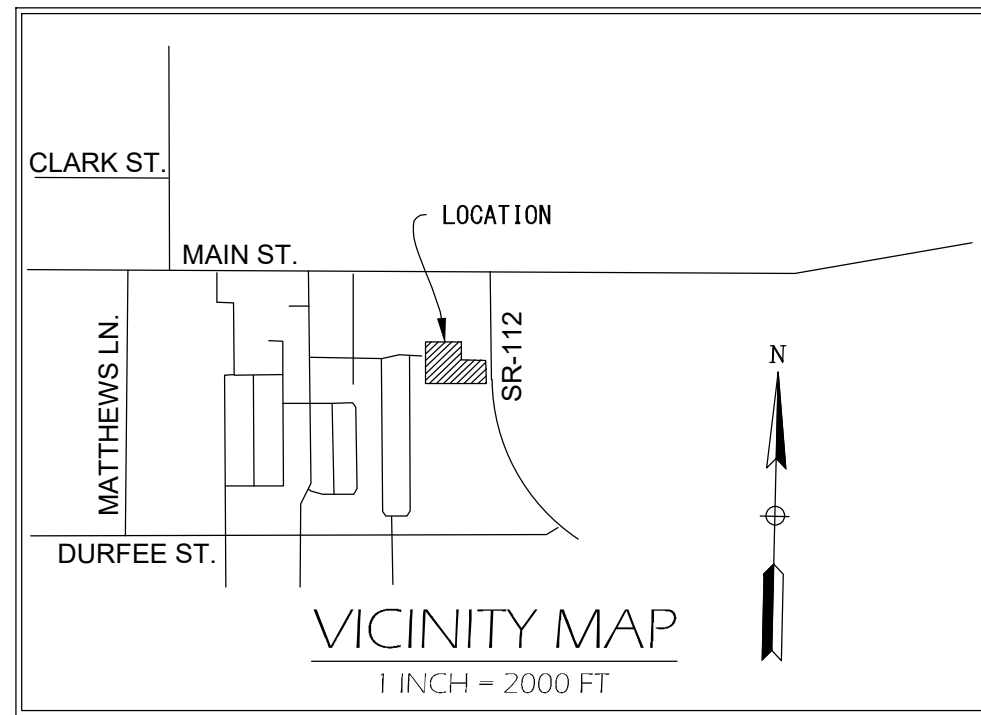 CLARK ST.
LOCATION
MAIN ST.
MATTHEWS LN.
SR-112
N
DURFEE ST.
VICINITY MAP
1 INCH = 2000 FT